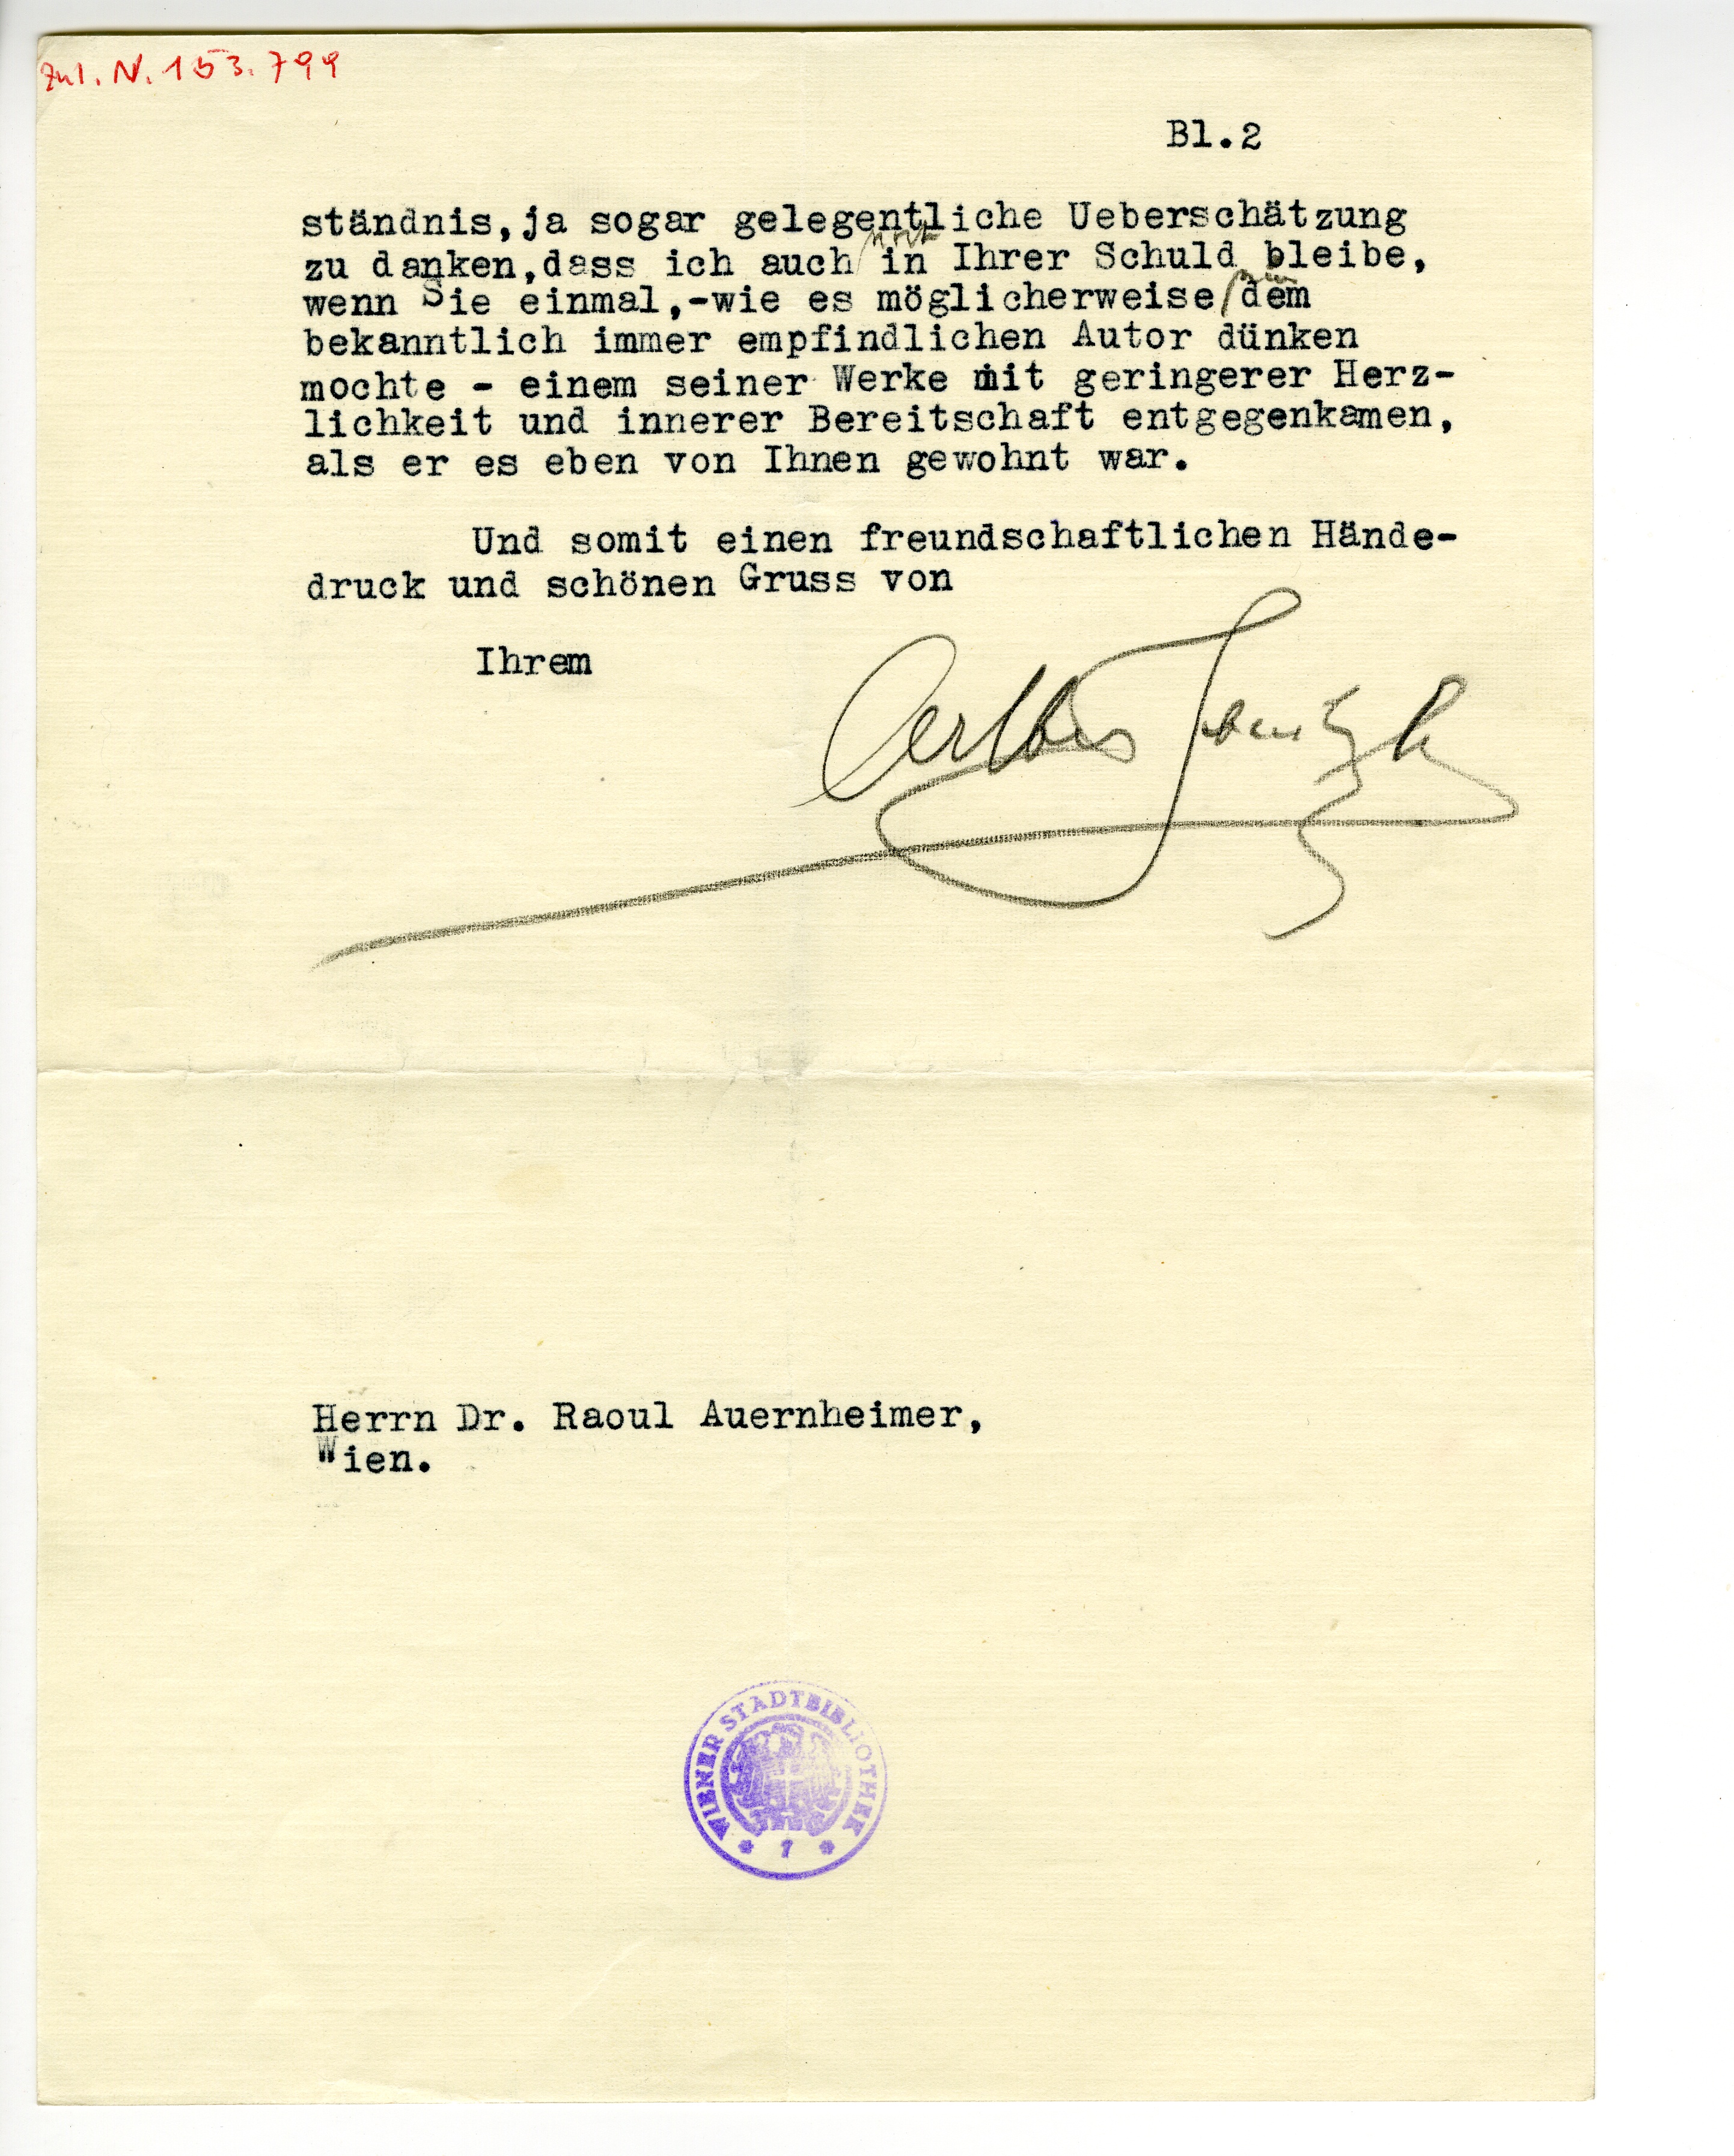 Zul. N. 153.799
Bl.2
ständnis,ja sogar gelegentliche Ueberschätzung
noch
zu danken,dass ich auch in Ihrer Schuld bleibe,
wenn Sie einmal,-wie es möglicherweise dem
bekanntlich immer empfindlichen Autor dünken
mochte - einem seiner Werke mit geringerer Herz-
lichkeit und innerer Bereitschaft entgegenkamen,
als er es eben von Ihnen gewohnt war.
Und somit einen freundschaftlichen Hände-
druck und schönen Gruss von
Ihrem
Arthur Schnitzler
Herrn Dr. Raoul Auernheimer,
Wien.
WIENER STADTBIBLIOTHEK
* 7 *